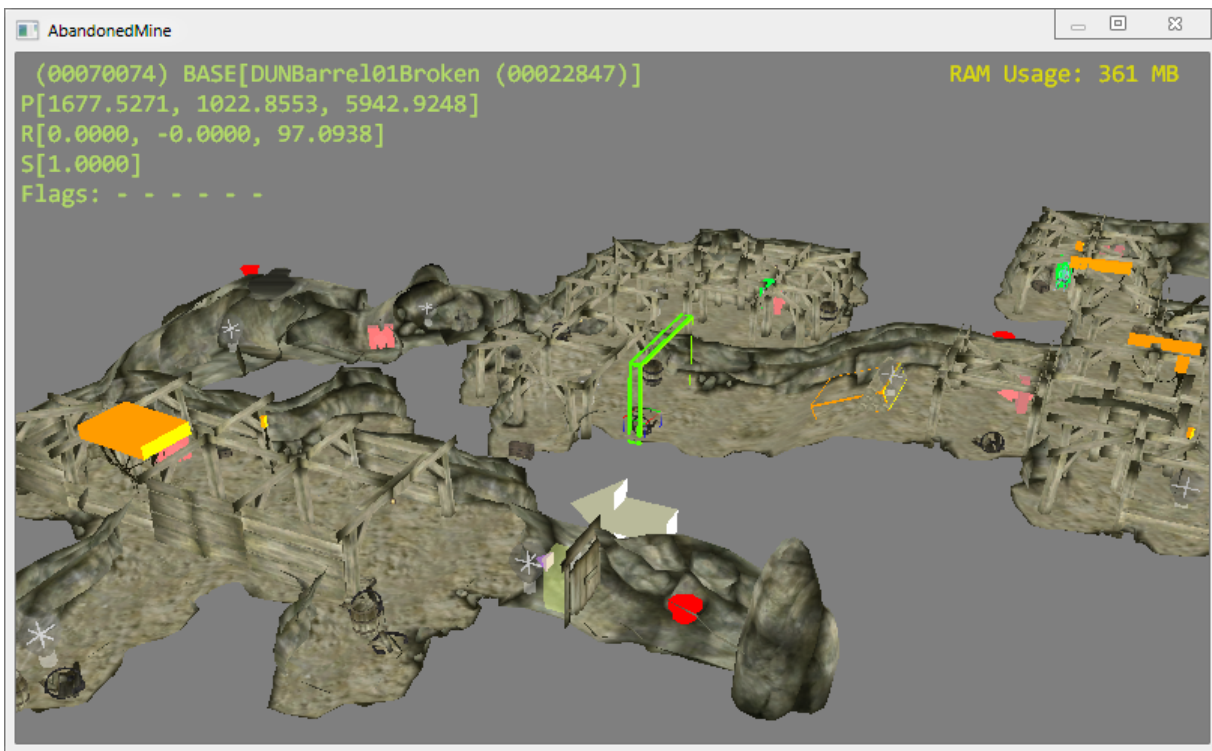 AbandonedMine
(00070074) BASE[DUNBarrel01Broken (00022847)]
RAM Usage: 361 MB
P[1677.5271, 1022.8553, 5942.9248]
R[0.0000, -0.0000, 97.0938]
S[1.0000]
Flags: - - - - - -